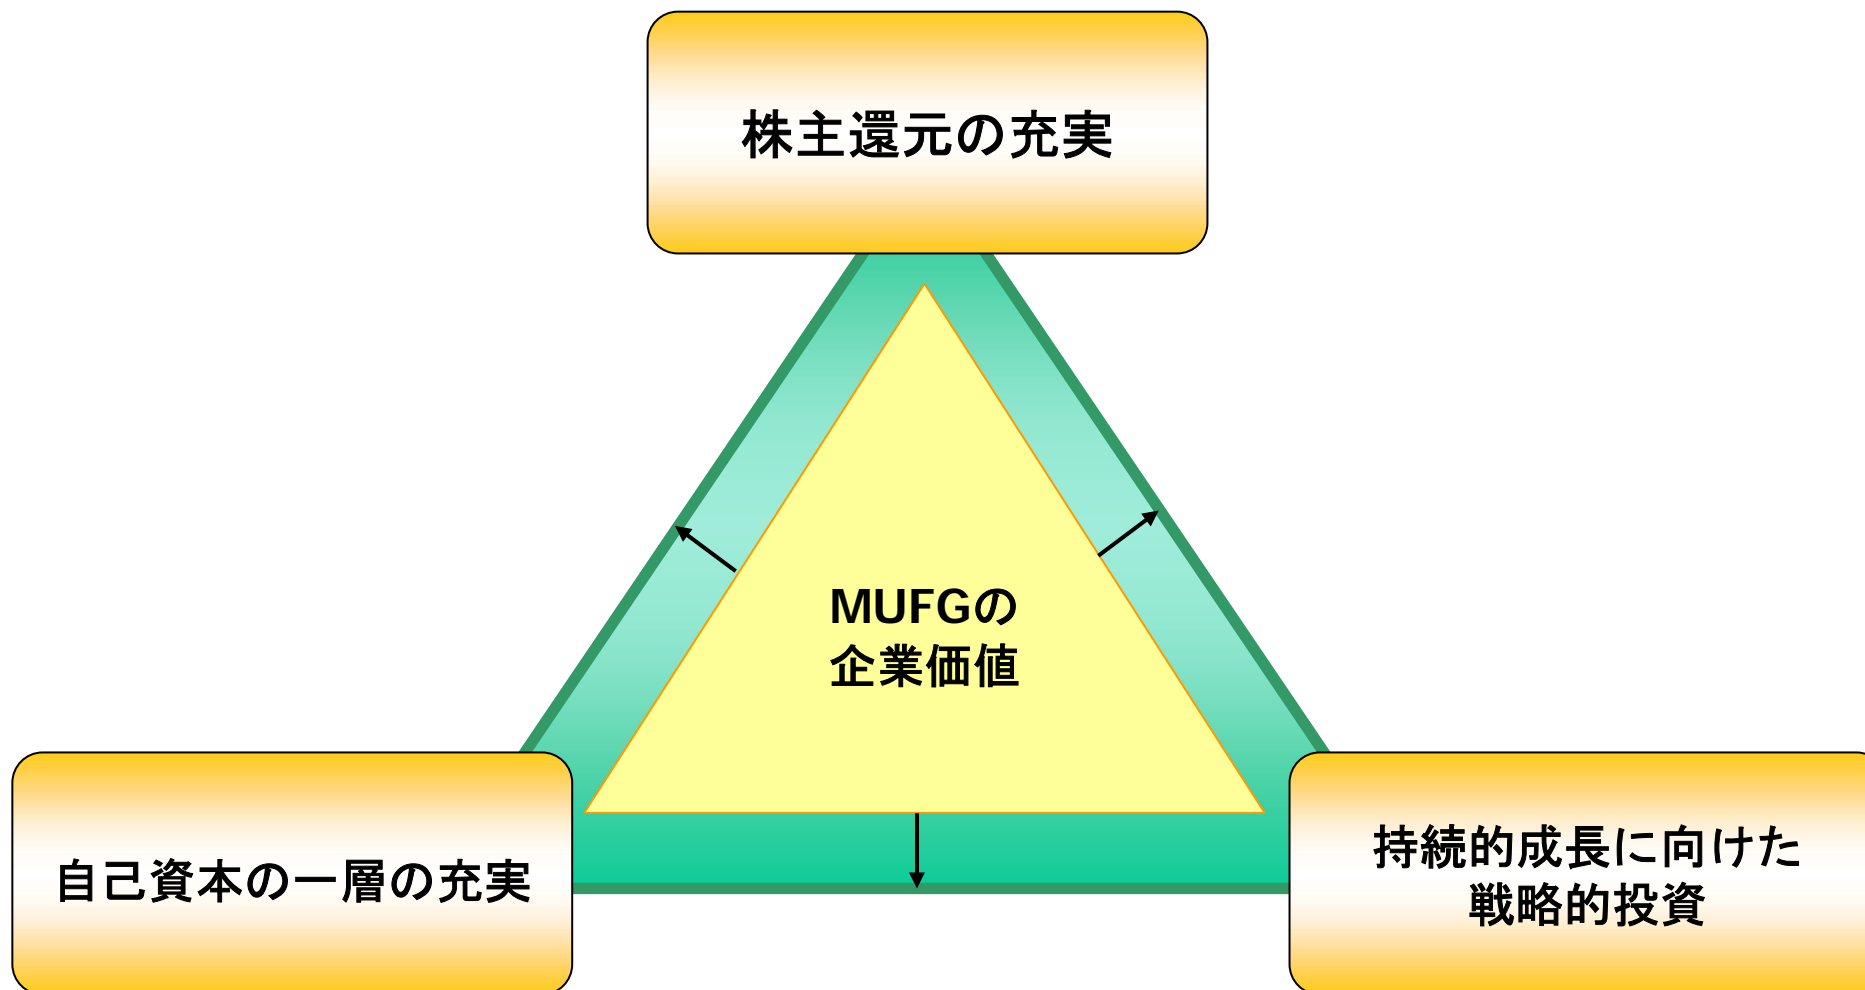 株主還元の充実
MUFGの
企業価値
自己資本の一層の充実
持続的成長に向けた
戦略的投資